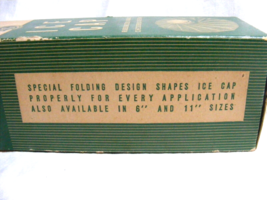 SPECIAL FOLDING DESIGN SHAPES ICE CAP
PROPERLY FOR EVERY APPLICATION
ALSO AVAILABLE IN 6" AND 11" SIZES